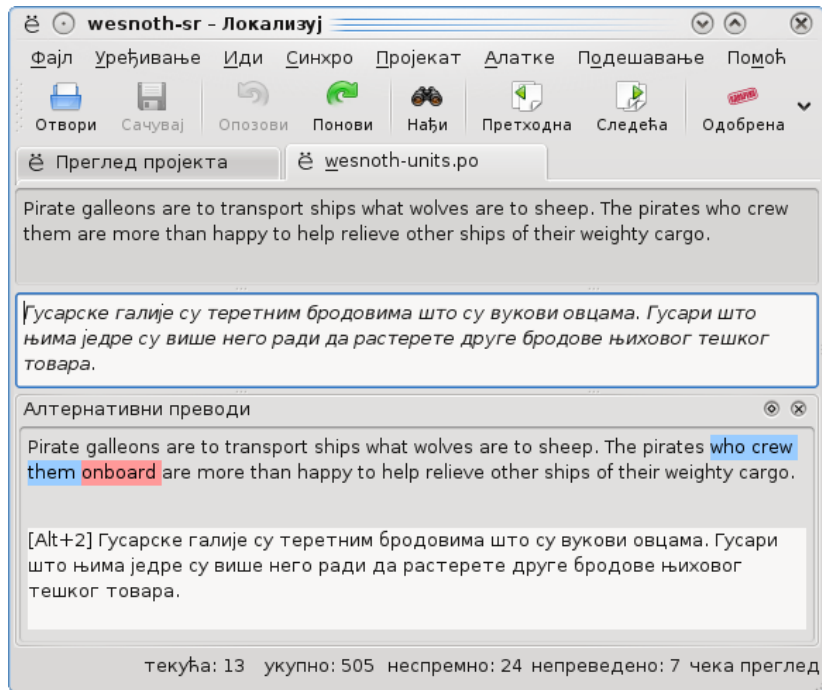 ë wesnoth-sr – Локализуј
Фајл Уређивање Иди Синхро Пројекат Алатке Подешавање Помоћ
Отвори Сачувај Опозови Понови Нађи Претходна Следећа Одобрена
ë Преглед пројекта ë wesnoth-units.po
Pirate galleons are to transport ships what wolves are to sheep. The pirates who crew
them are more than happy to help relieve other ships of their weighty cargo.
Гусарске галије су теретним бродовима што су вукови овцама. Гусари што
њима једре су више него ради да растерете друге бродове њиховог тешког
товара.
Алтернативни преводи
Pirate galleons are to transport ships what wolves are to sheep. The pirates who crew
them onboard are more than happy to help relieve other ships of their weighty cargo.
[Alt+2] Гусарске галије су теретним бродовима што су вукови овцама. Гусари
што њима једре су више него ради да растерете друге бродове њиховог
тешког товара.
текућа: 13 укупно: 505 неспремно: 24 непреведено: 7 чека преглед